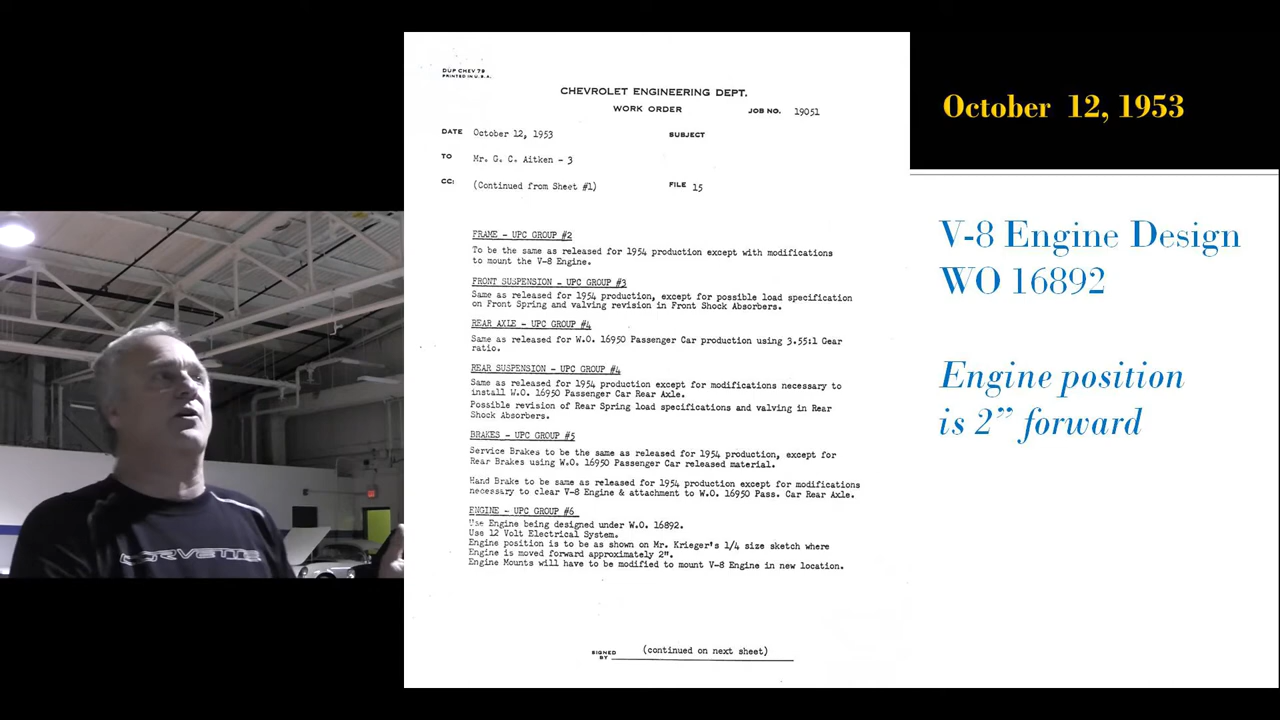 DUP CHEV 79
PRINTED IN U.S.A.
CHEVROLET ENGINEERING DEPT.
WORK ORDER
JOB NO. 19051
DATE October 12, 1953
SUBJECT
TO Mr. G. C. Aitken - 3
CC: (Continued from Sheet #1)
FILE 15
FRAME - UPC GROUP #2
To be the same as released for 1954 production except with modifications
to mount the V-8 Engine.
FRONT SUSPENSION - UPC GROUP #3
Same as released for 1954 production, except for possible load specification
on Front Spring and valving revision in Front Shock Absorbers.
REAR AXLE - UPC GROUP #4
Same as released for W.O. 16950 Passenger Car production using 3.55:1 Gear
ratio.
REAR SUSPENSION - UPC GROUP #4
Same as released for 1954 production except for modifications necessary to
install W.O. 16950 Passenger Car Rear Axle.
Possible revision of Rear Spring load specifications and valving in Rear
Shock Absorbers.
BRAKES - UPC GROUP #5
Service Brakes to be the same as released for 1954 production, except for
Rear Brakes using W.O. 16950 Passenger Car released material.
Hand Brake to be same as released for 1954 production except for modifications
necessary to clear V-8 Engine & attachment to W.O. 16950 Pass. Car Rear Axle.
ENGINE - UPC GROUP #6
Use Engine being designed under W.O. 16892.
Use 12 Volt Electrical System.
Engine position is to be as shown on Mr. Krieger's 1/4 size sketch where
Engine is moved forward approximately 2".
Engine Mounts will have to be modified to mount V-8 Engine in new location.
SIGNED BY (continued on next sheet)
October 12, 1953
V-8 Engine Design
WO 16892
Engine position
is 2” forward
CORVETTE